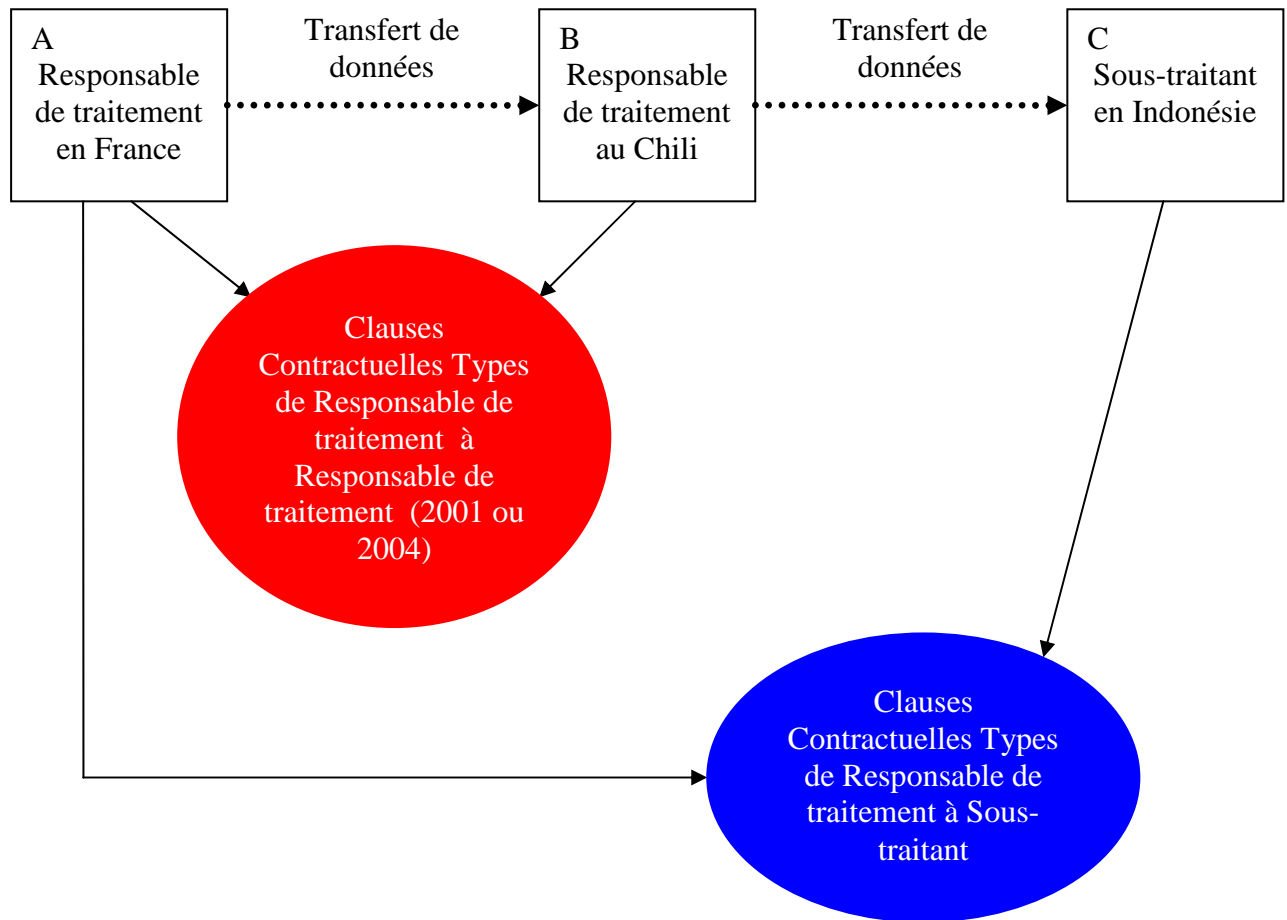 A
Responsable
de traitement
en France
Transfert de
données
B
Responsable
de traitement
au Chili
Transfert de
données
C
Sous-traitant
en Indonésie
Clauses
Contractuelles Types
de Responsable de
traitement à
Responsable de
traitement (2001 ou
2004)
Clauses
Contractuelles Types
de Responsable de
traitement à Sous-
traitant